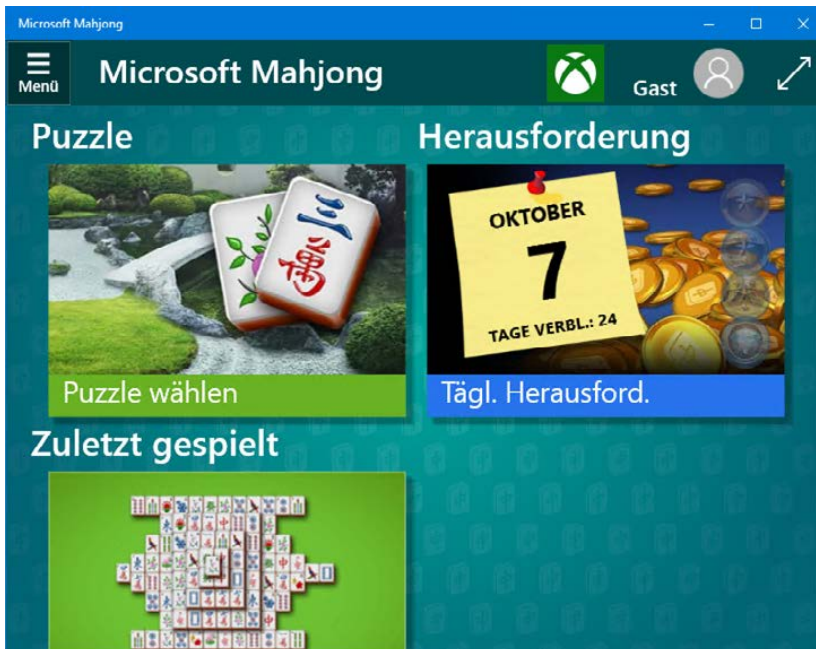 Microsoft Mahjong
Menü
Microsoft Mahjong
Gast
Puzzle
Herausforderung
OKTOBER
7
TAGE VERBL.: 24
Puzzle wählen
Tägl. Herausford.
Zuletzt gespielt